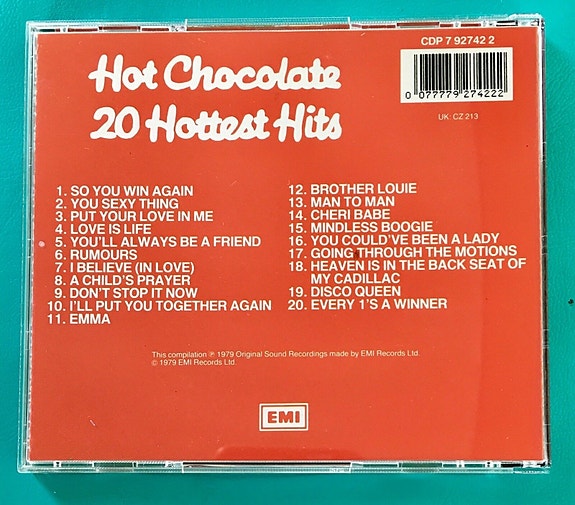 CDP 7 92742 2
0 077779 274222
UK: CZ 213
Hot Chocolate
20 Hottest Hits
1. SO YOU WIN AGAIN
2. YOU SEXY THING
3. PUT YOUR LOVE IN ME
4. LOVE IS LIFE
5. YOU'LL ALWAYS BE A FRIEND
6. RUMOURS
7. I BELIEVE (IN LOVE)
8. A CHILD'S PRAYER
9. DON'T STOP IT NOW
10. I'LL PUT YOU TOGETHER AGAIN
11. EMMA
12. BROTHER LOUIE
13. MAN TO MAN
14. CHERI BABE
15. MINDLESS BOOGIE
16. YOU COULD'VE BEEN A LADY
17. GOING THROUGH THE MOTIONS
18. HEAVEN IS IN THE BACK SEAT OF
MY CADILLAC
19. DISCO QUEEN
20. EVERY 1'S A WINNER
This compilation ℗ 1979 Original Sound Recordings made by EMI Records Ltd.
© 1979 EMI Records Ltd.
EMI